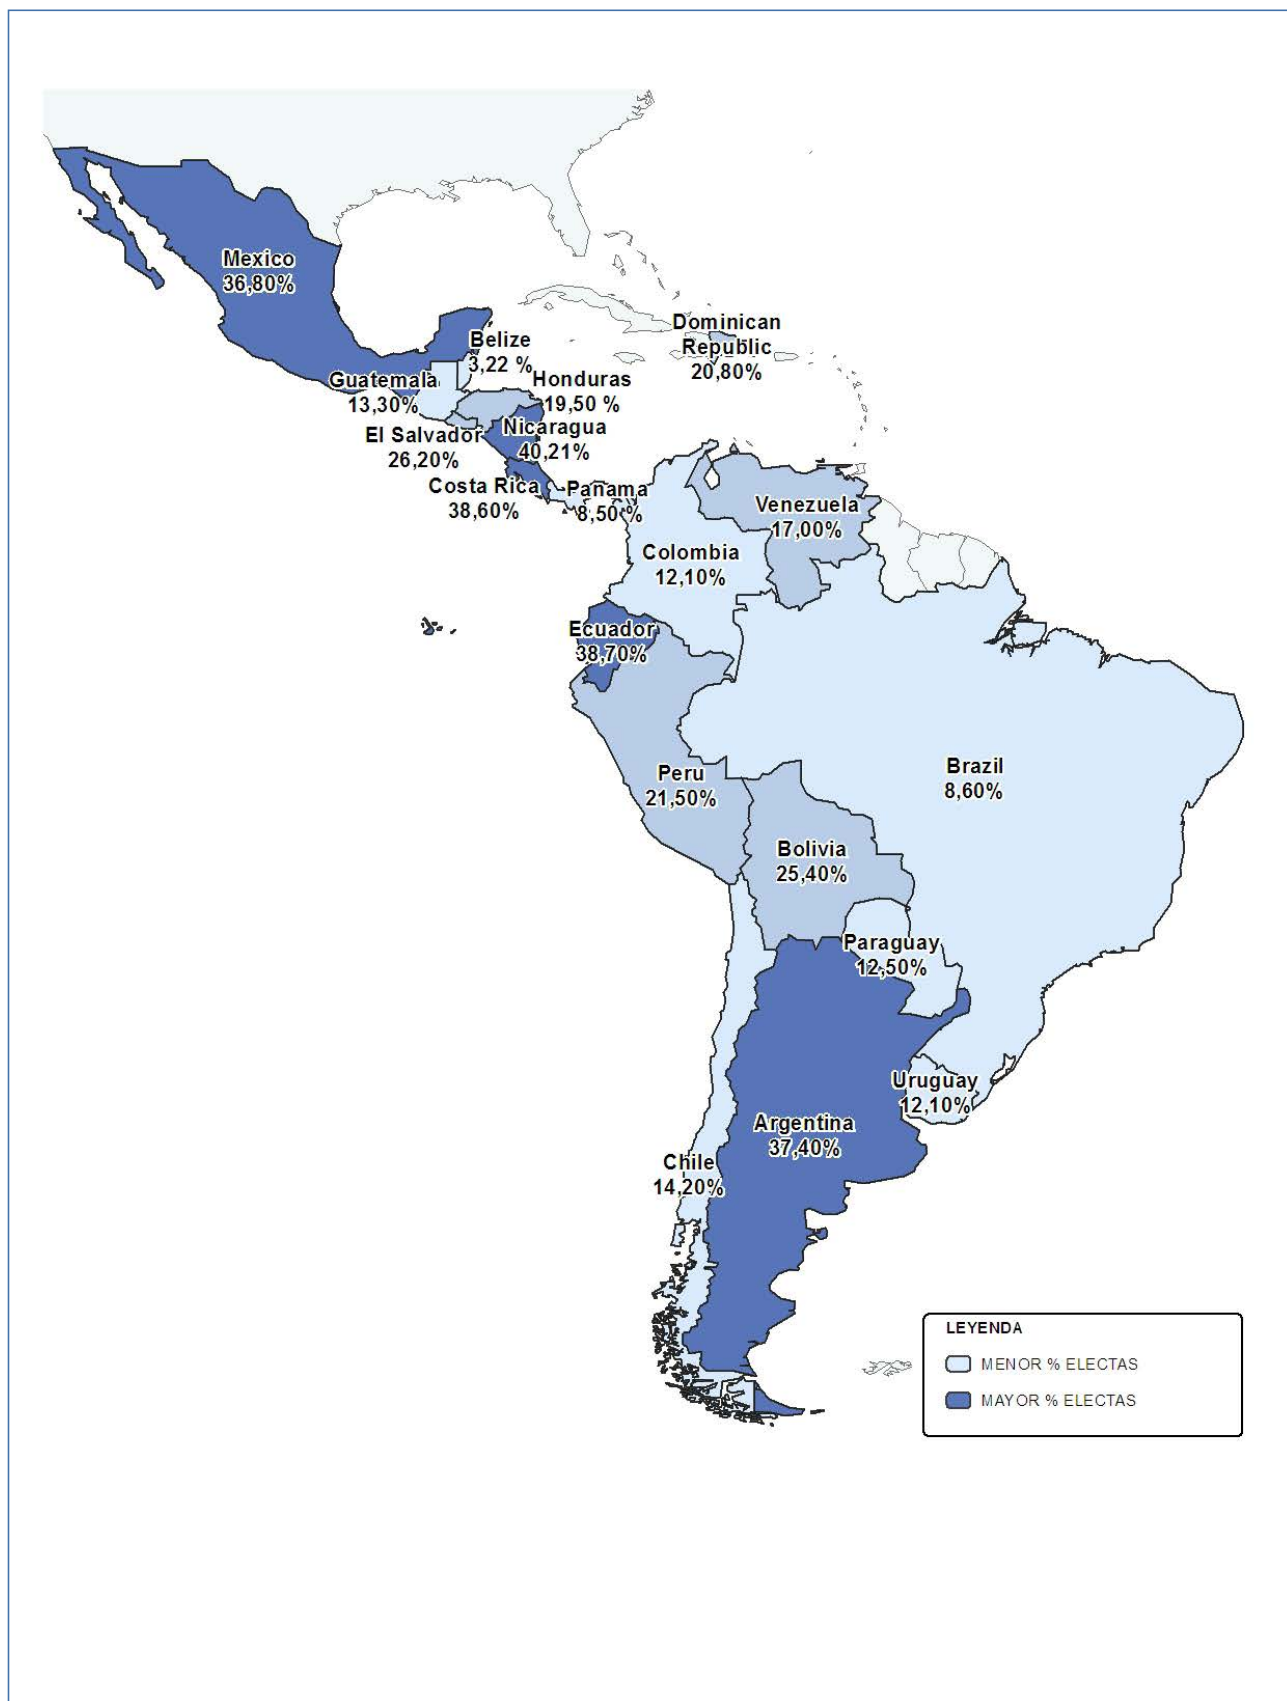 Mexico
36,80%
Dominican
Republic
20,80%
Belize
3,22 %
Guatemala
13,30%
Honduras
19,50 %
El Salvador
26,20%
Nicaragua
40,21%
Costa Rica
38,60%
Panama
8,50 %
Venezuela
17,00%
Colombia
12,10%
Ecuador
38,70%
Peru
21,50%
Brazil
8,60%
Bolivia
25,40%
Paraguay
12,50%
Uruguay
12,10%
Argentina
37,40%
Chile
14,20%
LEYENDA
MENOR % ELECTAS
MAYOR % ELECTAS